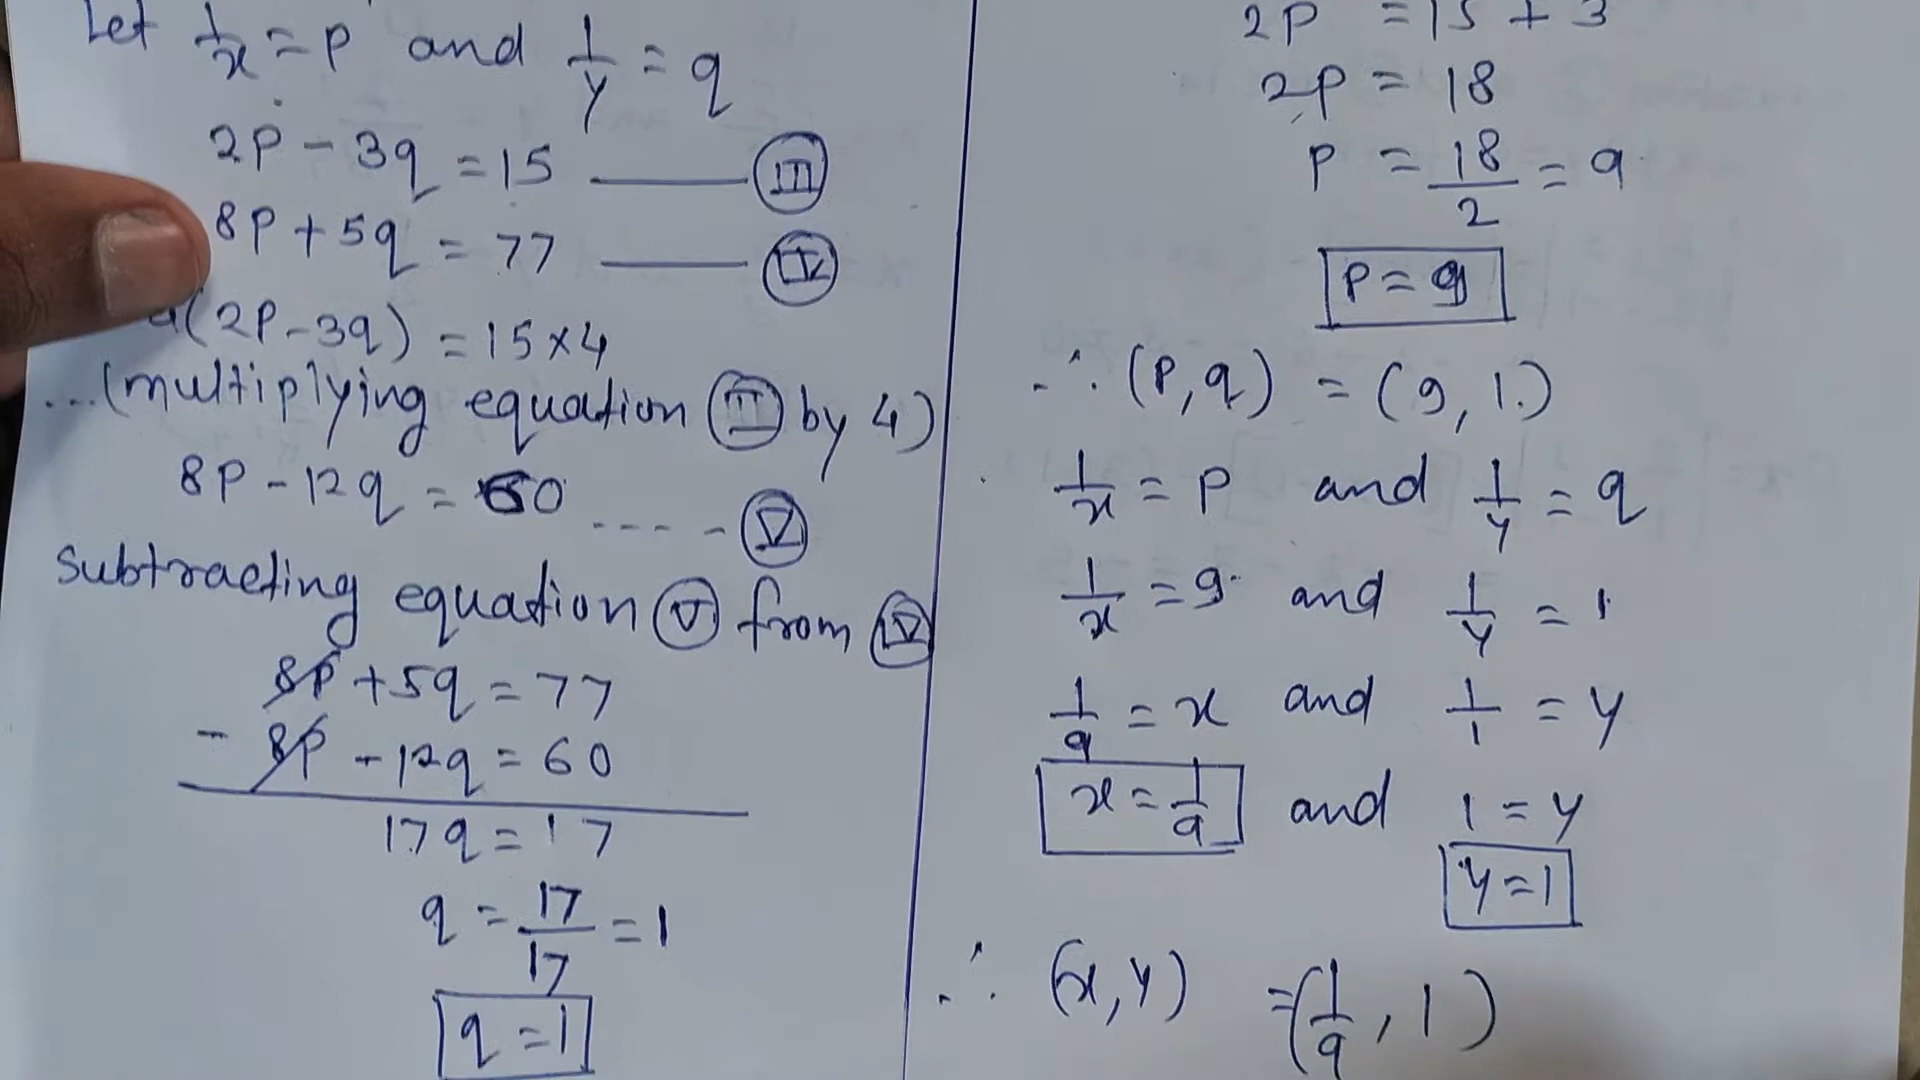 Let 1/x = p and 1/y = q
2p - 3q = 15 ——— III
8p + 5q = 77 ——— IV
(2p - 3q) = 15 × 4
...(multiplying equation III by 4)
8p - 12q = 60 ---- V
Subtracting equation V from IV
8p + 5q = 77
- 8p - 12q = 60
17q = 17
q = 17/17 = 1
q = 1
2p = 15 + 3
2p = 18
p = 18/2 = 9
p = 9
∴ (p, q) = (9, 1)
1/x = p and 1/y = q
1/x = 9 and 1/y = 1
1/9 = x and 1/1 = y
x = 1/9 and 1 = y
y = 1
∴ (x, y) = (1/9, 1)